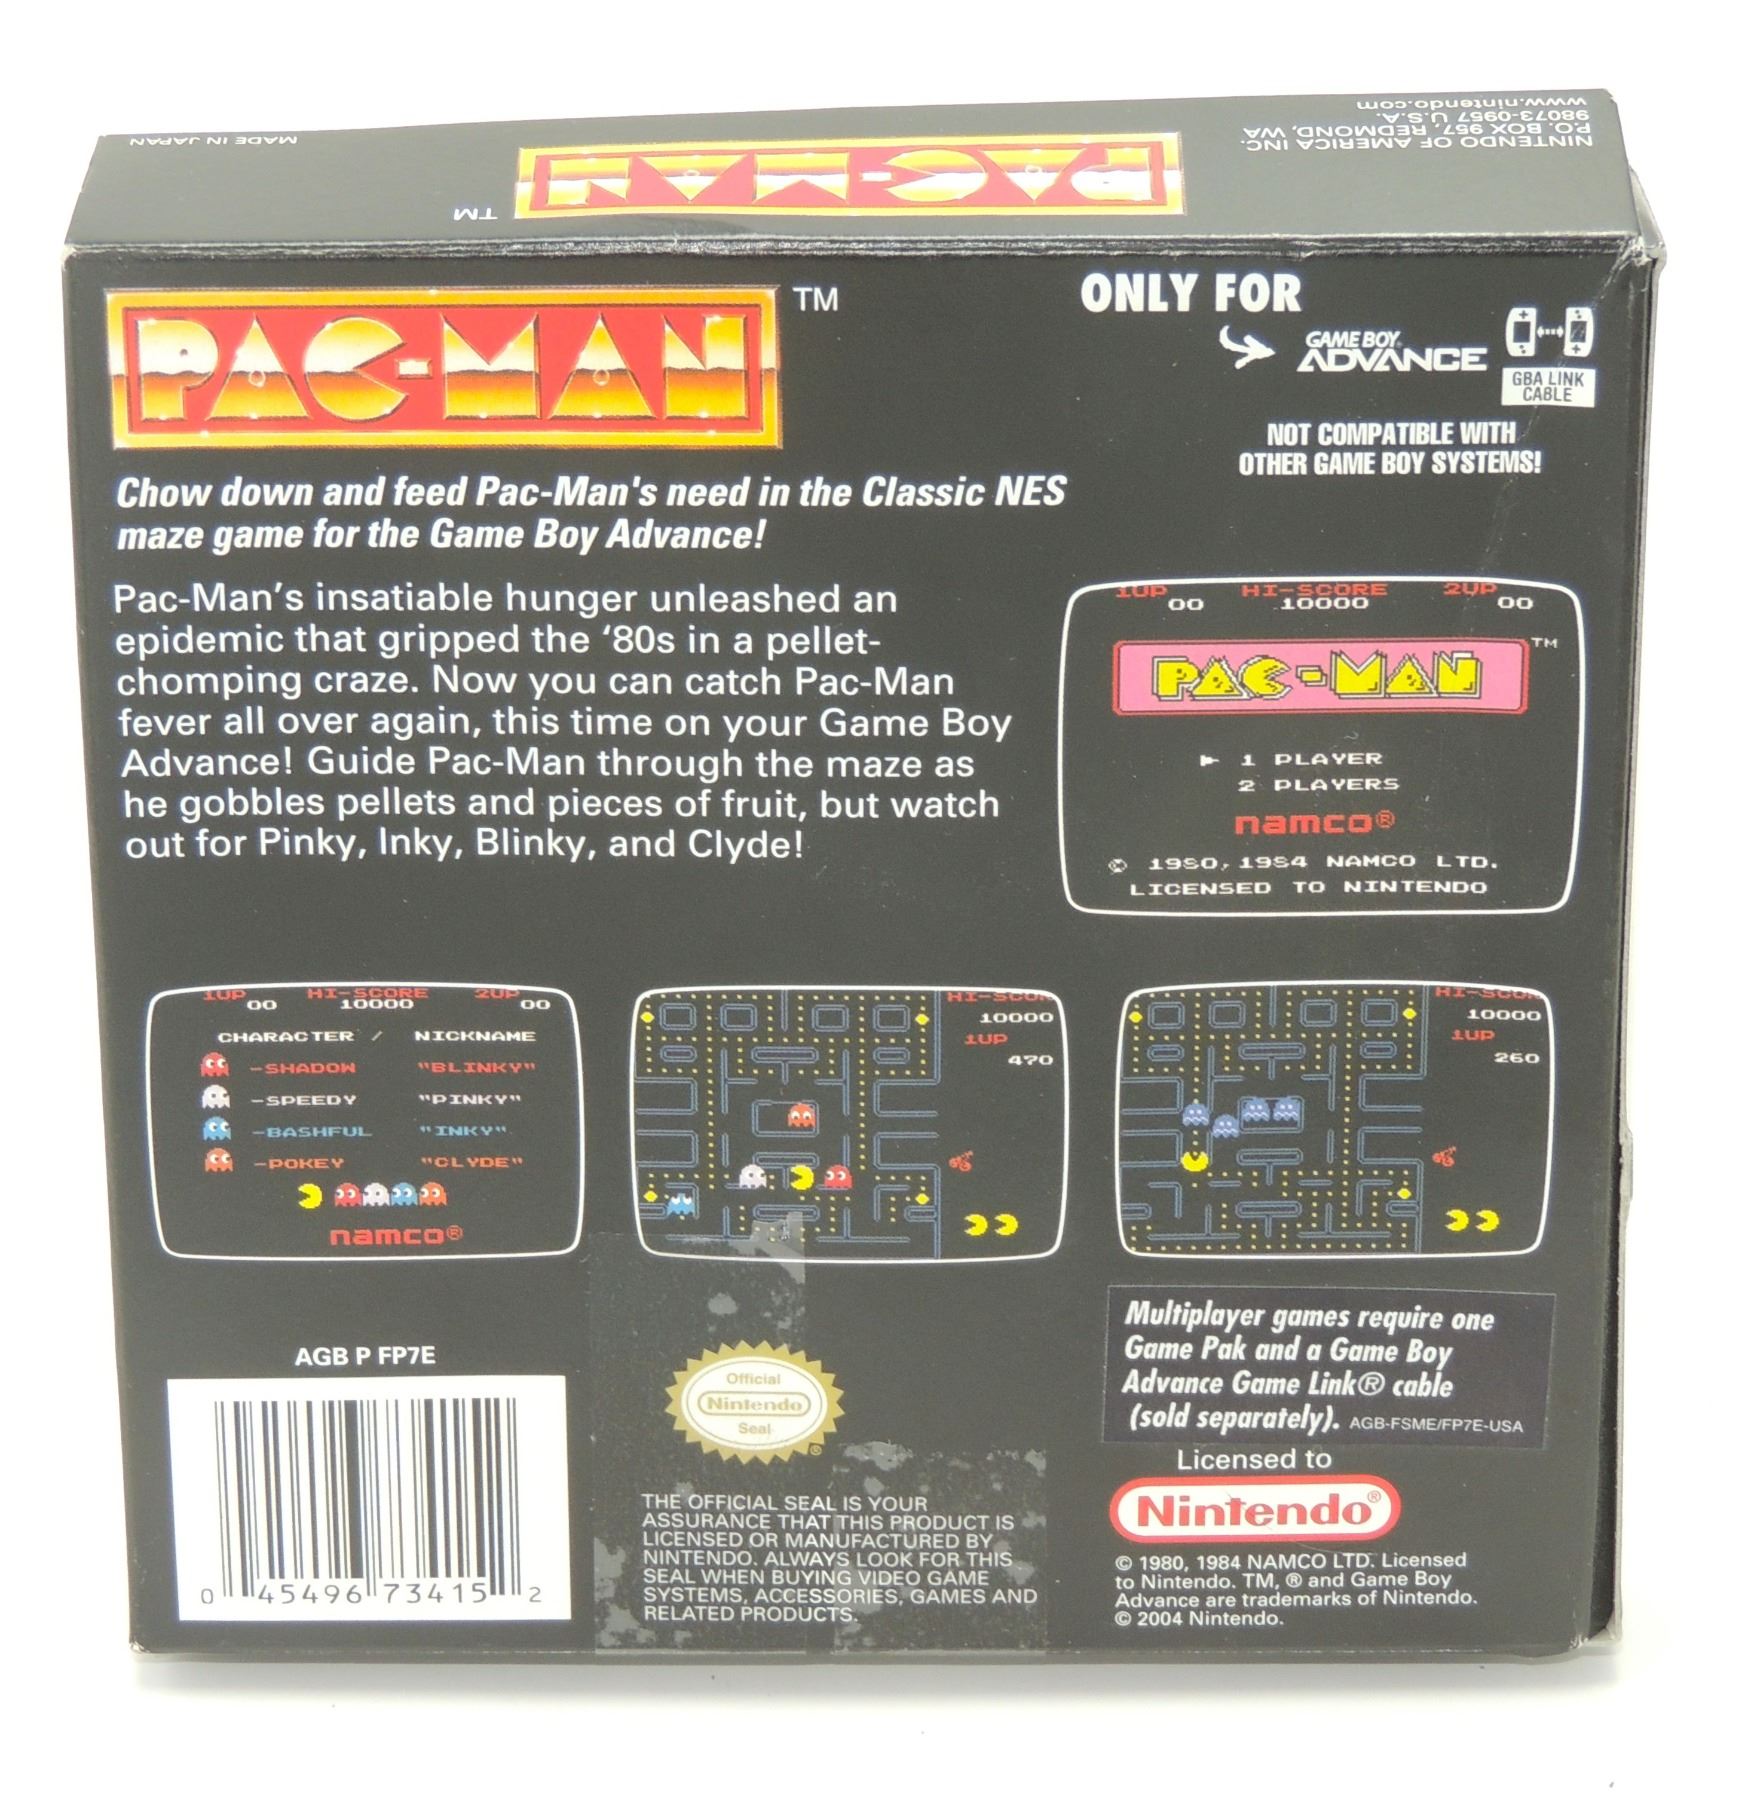 NINTENDO OF AMERICA INC.
P.O. BOX 957, REDMOND, WA
98073-0957 U.S.A.
www.nintendo.com
PAC-MAN
TM
MADE IN JAPAN
PAC-MAN TM
ONLY FOR
GAME BOY
ADVANCE
GBA LINK
CABLE
NOT COMPATIBLE WITH
OTHER GAME BOY SYSTEMS!
Chow down and feed Pac-Man's need in the Classic NES
maze game for the Game Boy Advance!
Pac-Man's insatiable hunger unleashed an
epidemic that gripped the ‘80s in a pellet-
chomping craze. Now you can catch Pac-Man
fever all over again, this time on your Game Boy
Advance! Guide Pac-Man through the maze as
he gobbles pellets and pieces of fruit, but watch
out for Pinky, Inky, Blinky, and Clyde!
1UP HI-SCORE 2UP
00 10000 00
PAC-MAN TM
1 PLAYER
2 PLAYERS
namco®
© 1980, 1984 NAMCO LTD.
LICENSED TO NINTENDO
1UP HI-SCORE 2UP
00 10000 00
CHARACTER / NICKNAME
-SHADOW "BLINKY"
-SPEEDY "PINKY"
-BASHFUL "INKY"
-POKEY "CLYDE"
namco®
HI-SCOR
10000
1UP
470
HI-SCOR
10000
1UP
260
AGB P FP7E
0 45496 73415 2
Official
Nintendo
Seal
®
THE OFFICIAL SEAL IS YOUR
ASSURANCE THAT THIS PRODUCT IS
LICENSED OR MANUFACTURED BY
NINTENDO. ALWAYS LOOK FOR THIS
SEAL WHEN BUYING VIDEO GAME
SYSTEMS, ACCESSORIES, GAMES AND
RELATED PRODUCTS.
Multiplayer games require one
Game Pak and a Game Boy
Advance Game Link® cable
(sold separately). AGB-FSME/FP7E-USA
Licensed to
Nintendo®
© 1980, 1984 NAMCO LTD. Licensed
to Nintendo. TM, ® and Game Boy
Advance are trademarks of Nintendo.
© 2004 Nintendo.